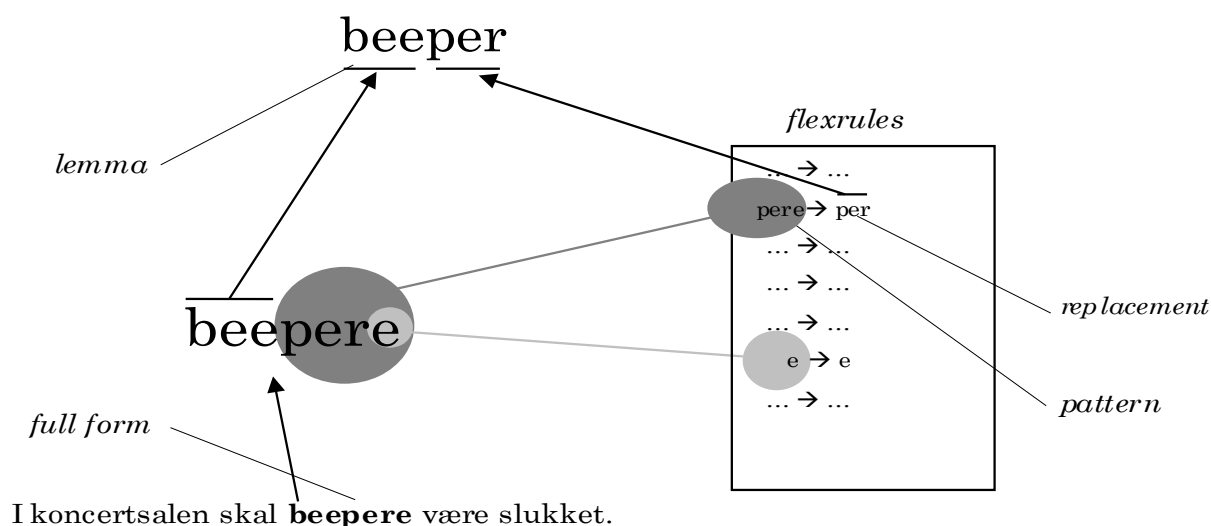 beeper
flexrules
lemma
... → ...
pere → per
... → ...
... → ...
replacement
beepere
... → ...
e → e
pattern
... → ...
full form
I koncertsalen skal beepere være slukket.